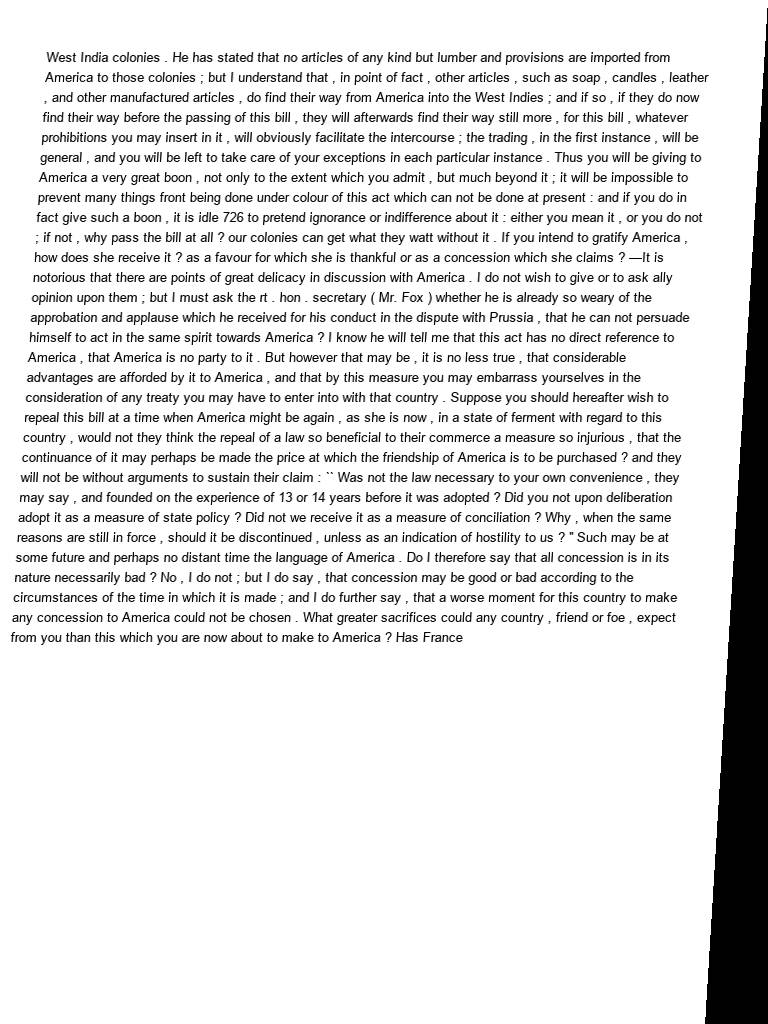 West India colonies . He has stated that no articles of any kind but lumber and provisions are imported from
America to those colonies ; but I understand that , in point of fact , other articles , such as soap , candles , leather
, and other manufactured articles , do find their way from America into the West Indies ; and if so , if they do now
find their way before the passing of this bill , they will afterwards find their way still more , for this bill , whatever
prohibitions you may insert in it , will obviously facilitate the intercourse ; the trading , in the first instance , will be
general , and you will be left to take care of your exceptions in each particular instance . Thus you will be giving to
America a very great boon , not only to the extent which you admit , but much beyond it ; it will be impossible to
prevent many things front being done under colour of this act which can not be done at present : and if you do in
fact give such a boon , it is idle 726 to pretend ignorance or indifference about it : either you mean it , or you do not
; if not , why pass the bill at all ? our colonies can get what they watt without it . If you intend to gratify America ,
how does she receive it ? as a favour for which she is thankful or as a concession which she claims ? —It is
notorious that there are points of great delicacy in discussion with America . I do not wish to give or to ask ally
opinion upon them ; but I must ask the rt . hon . secretary ( Mr. Fox ) whether he is already so weary of the
approbation and applause which he received for his conduct in the dispute with Prussia , that he can not persuade
himself to act in the same spirit towards America ? I know he will tell me that this act has no direct reference to
America , that America is no party to it . But however that may be , it is no less true , that considerable
advantages are afforded by it to America , and that by this measure you may embarrass yourselves in the
consideration of any treaty you may have to enter into with that country . Suppose you should hereafter wish to
repeal this bill at a time when America might be again , as she is now , in a state of ferment with regard to this
country , would not they think the repeal of a law so beneficial to their commerce a measure so injurious , that the
continuance of it may perhaps be made the price at which the friendship of America is to be purchased ? and they
will not be without arguments to sustain their claim : `` Was not the law necessary to your own convenience , they
may say , and founded on the experience of 13 or 14 years before it was adopted ? Did you not upon deliberation
adopt it as a measure of state policy ? Did not we receive it as a measure of conciliation ? Why , when the same
reasons are still in force , should it be discontinued , unless as an indication of hostility to us ? '' Such may be at
some future and perhaps no distant time the language of America . Do I therefore say that all concession is in its
nature necessarily bad ? No , I do not ; but I do say , that concession may be good or bad according to the
circumstances of the time in which it is made ; and I do further say , that a worse moment for this country to make
any concession to America could not be chosen . What greater sacrifices could any country , friend or foe , expect
from you than this which you are now about to make to America ? Has France